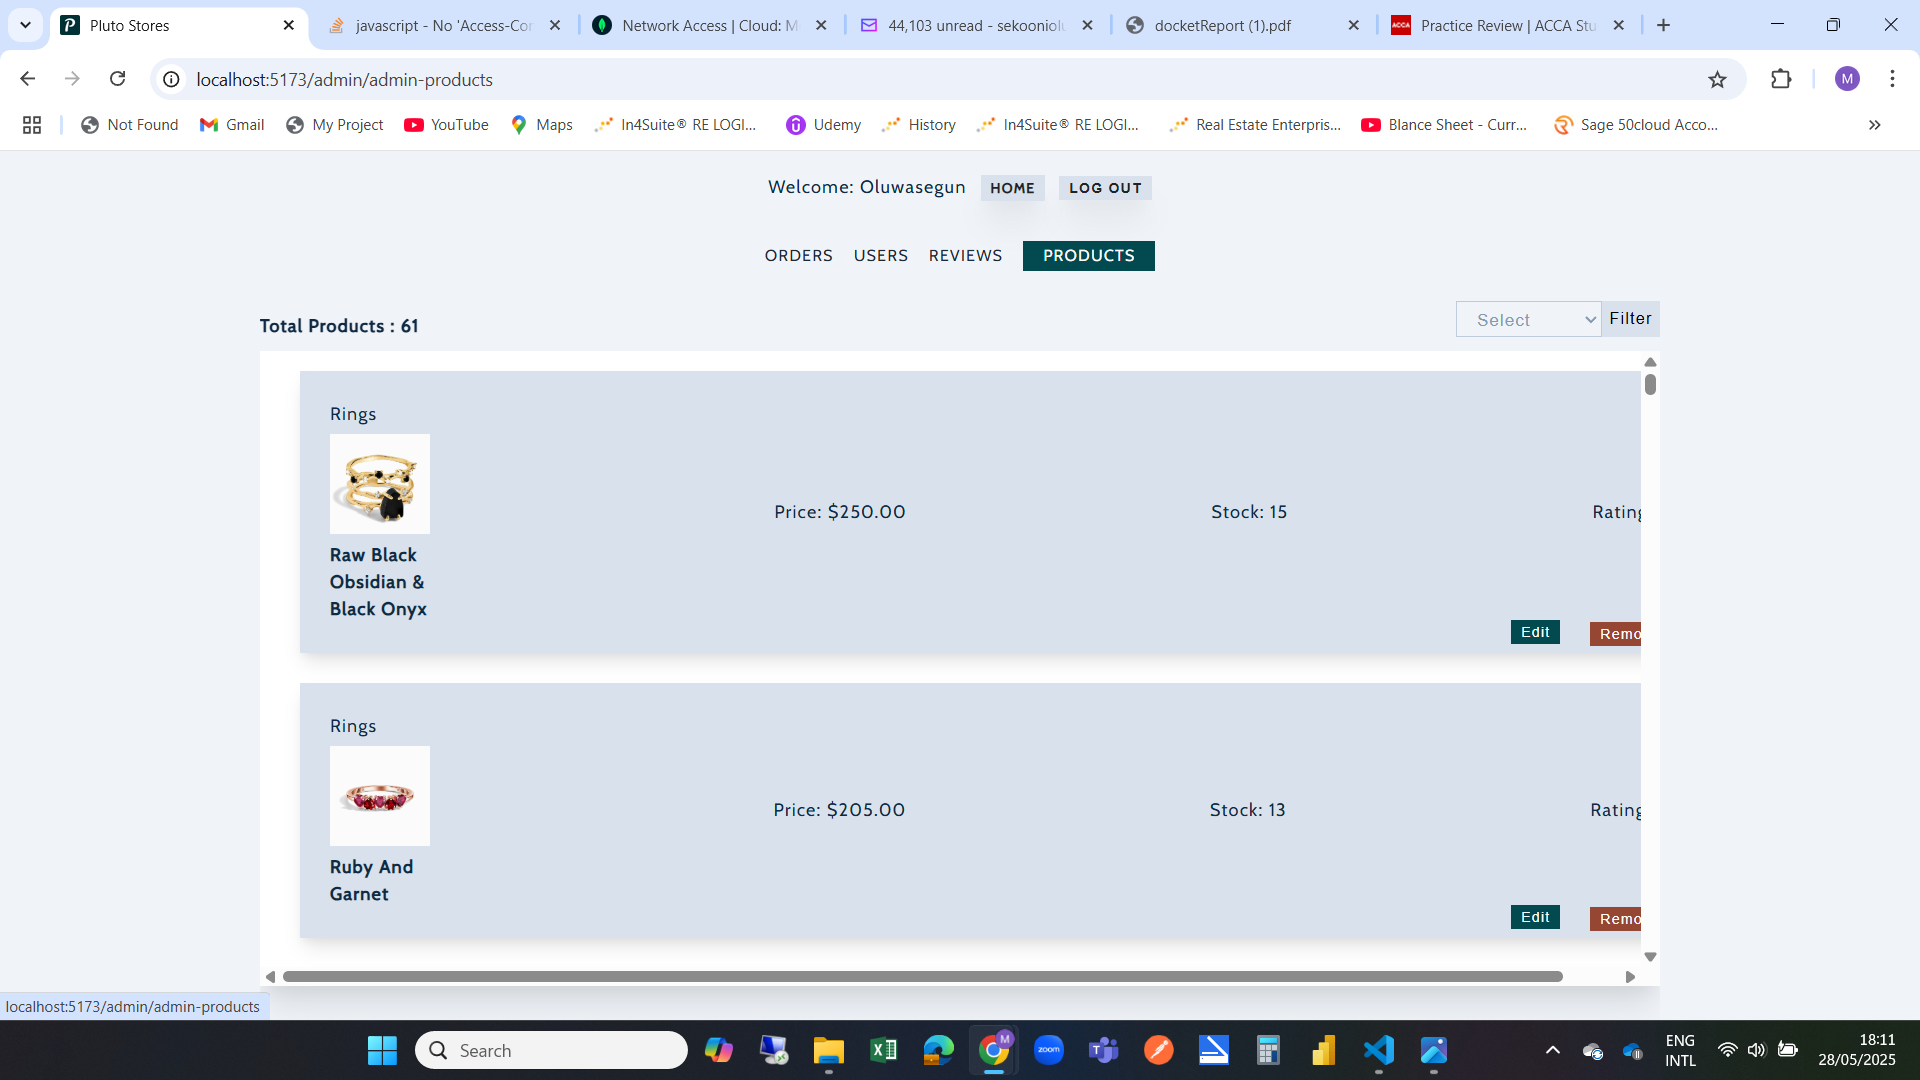 Pluto Stores
javascript - No 'Access-Cor
Network Access | Cloud: M
44,103 unread - sekooniolu
docketReport (1).pdf
Practice Review | ACCA Stu
localhost:5173/admin/admin-products
M
Not Found
Gmail
My Project
YouTube
Maps
In4Suite® RE LOGI...
Udemy
History
In4Suite® RE LOGI...
Real Estate Enterpris...
Blance Sheet - Curr...
Sage 50cloud Acco...
Welcome: Oluwasegun HOME LOG OUT
ORDERS USERS REVIEWS PRODUCTS
Total Products : 61
Select Filter
Rings
Price: $250.00 Stock: 15 Rating
Raw Black
Obsidian &
Black Onyx
Edit Remo
Rings
Price: $205.00 Stock: 13 Rating
Ruby And
Garnet
Edit Remo
localhost:5173/admin/admin-products
Search
zoom
ENG
INTL
18:11
28/05/2025